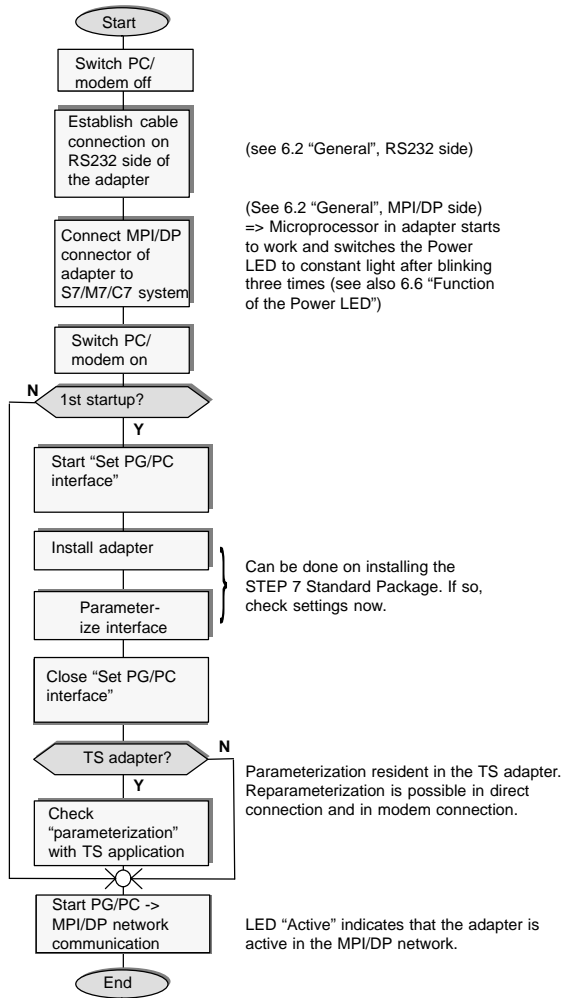 Start
Switch PC/
modem off
Establish cable
connection on
RS232 side of
the adapter
(see 6.2 “General”, RS232 side)
Connect MPI/DP
connector of
adapter to
S7/M7/C7 system
(See 6.2 “General”, MPI/DP side)
=> Microprocessor in adapter starts
to work and switches the Power
LED to constant light after blinking
three times (see also 6.6 “Function
of the Power LED”)
Switch PC/
modem on
N
1st startup?
Y
Start “Set PG/PC
interface”
Install adapter
Parameter-
ize interface
Can be done on installing the
STEP 7 Standard Package. If so,
check settings now.
Close “Set PG/PC
interface”
TS adapter?
N
Y
Parameterization resident in the TS adapter.
Reparameterization is possible in direct
connection and in modem connection.
Check
“parameterization”
with TS application
Start PG/PC ->
MPI/DP network
communication
LED “Active” indicates that the adapter is
active in the MPI/DP network.
End